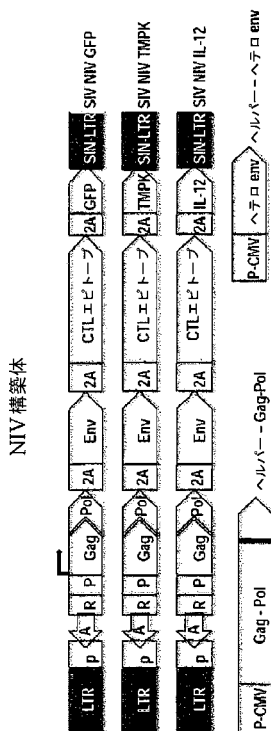 NIV 構築体
LTR p A R P Gag Pol 2A Env 2A CTLエピトープ 2A GFP SIN-LTR SIV NIV GFP
LTR p A R P Gag Pol 2A Env 2A CTLエピトープ 2A TMPK SIN-LTR SIV NIV TMPK
LTR p A R P Gag Pol 2A Env 2A CTLエピトープ 2A IL-12 SIN-LTR SIV NIV IL-12
P-CMV Gag - Pol ヘルパー - Gag-Pol
P-CMV ヘテロ env ヘルパー - ヘテロ env